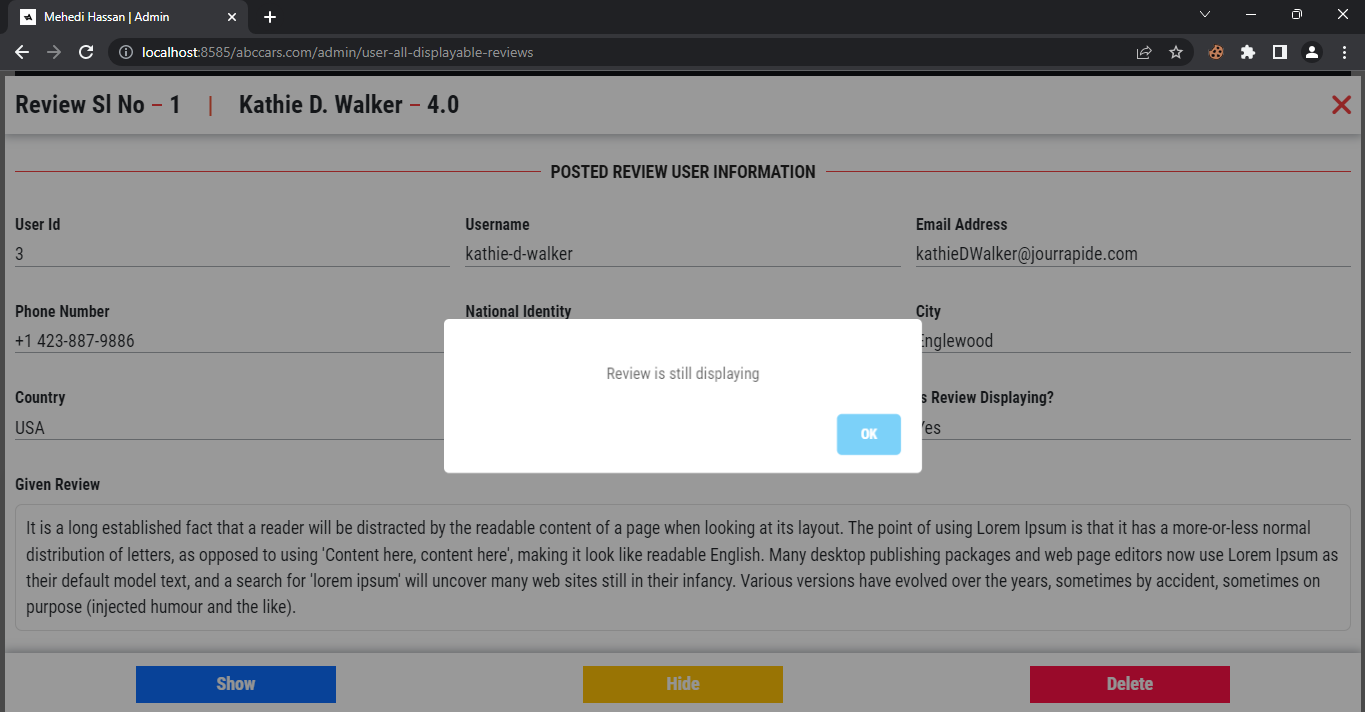 Mehedi Hassan | Admin
localhost:8585/abccars.com/admin/user-all-displayable-reviews
Review Sl No – 1 | Kathie D. Walker – 4.0
POSTED REVIEW USER INFORMATION
User Id
Username
Email Address
3
kathie-d-walker
kathieDWalker@jourrapide.com
Phone Number
National Identity
City
+1 423-887-9886
Englewood
Review is still displaying
Country
s Review Displaying?
USA
Yes
OK
Given Review
It is a long established fact that a reader will be distracted by the readable content of a page when looking at its layout. The point of using Lorem Ipsum is that it has a more-or-less normal
distribution of letters, as opposed to using 'Content here, content here', making it look like readable English. Many desktop publishing packages and web page editors now use Lorem Ipsum as
their default model text, and a search for 'lorem ipsum' will uncover many web sites still in their infancy. Various versions have evolved over the years, sometimes by accident, sometimes on
purpose (injected humour and the like).
Show
Hide
Delete